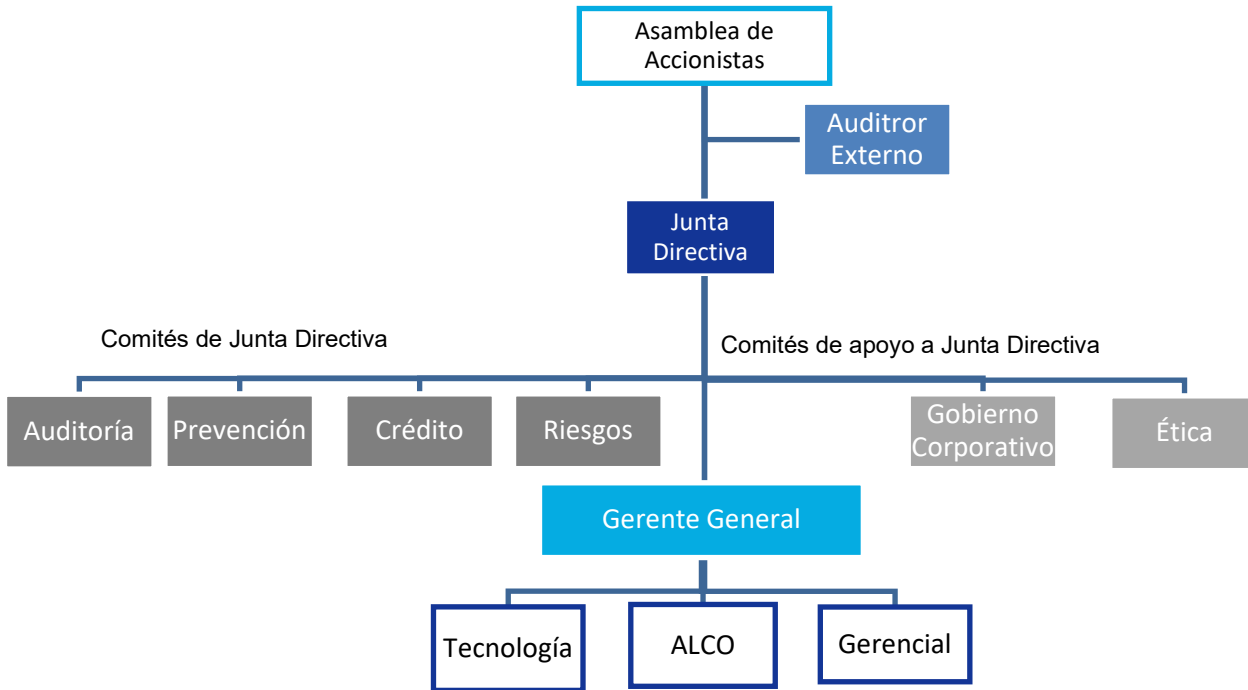 Asamblea de
Accionistas
Auditror
Externo
Junta
Directiva
Comités de Junta Directiva
Comités de apoyo a Junta Directiva
Auditoría
Prevención
Crédito
Riesgos
Gobierno
Corporativo
Ética
Gerente General
Tecnología
ALCO
Gerencial